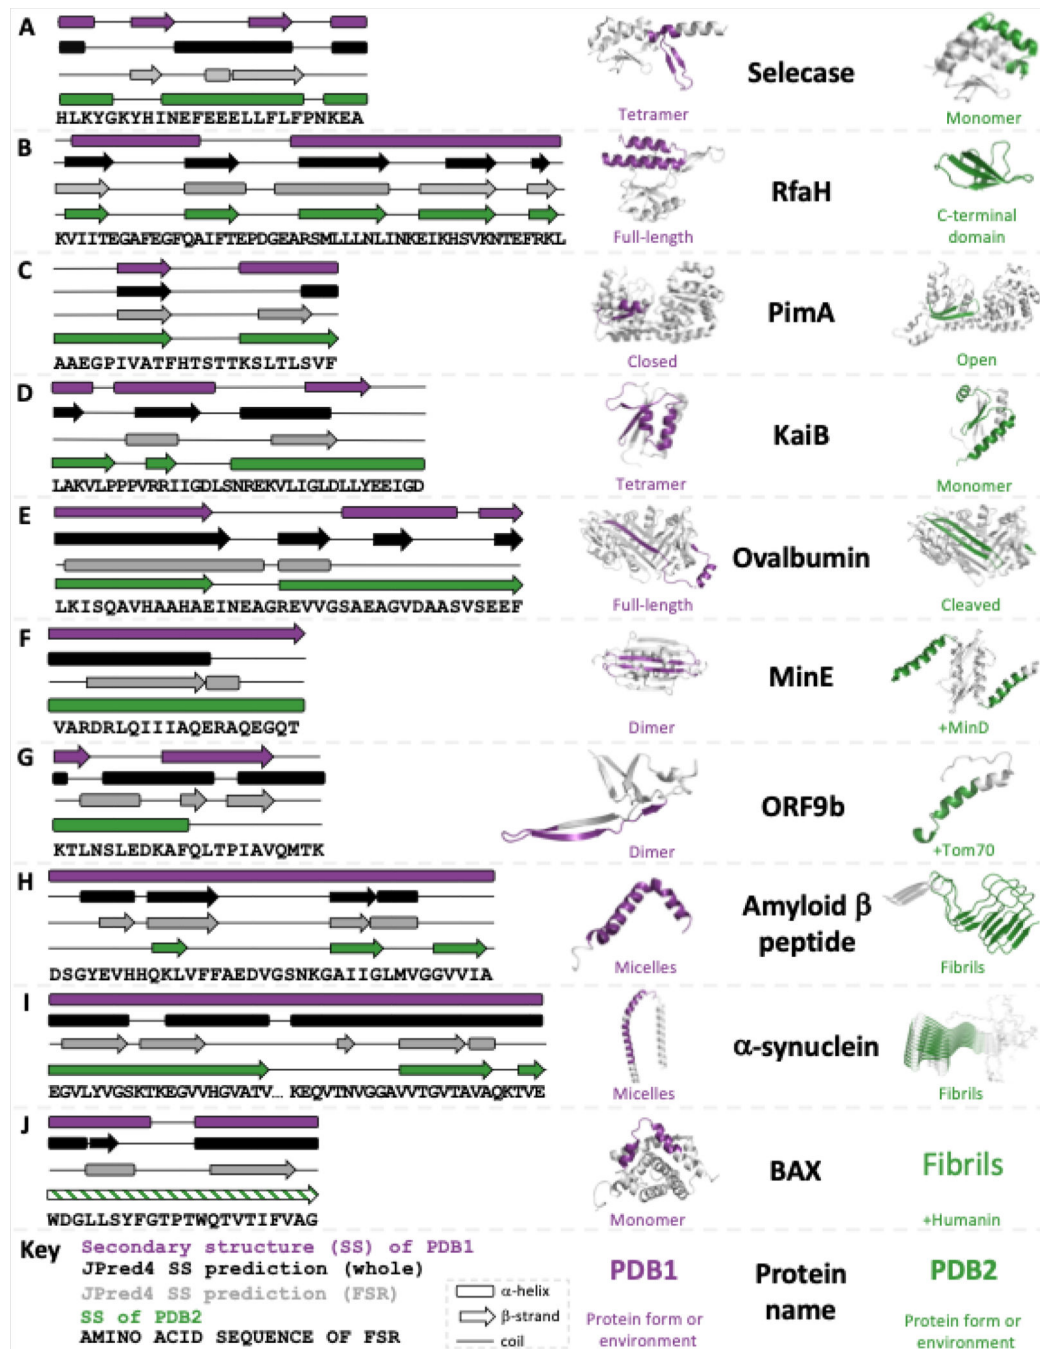 A
Selecase
Tetramer
Monomer
HLKYGKYHINEFEEELLFLFPNKEA
B
RfaH
Full-length
C-terminal
domain
KVIITEGAFEGFQAIFTEPDGEARSMLLLNLINKEIKHSVKNTEFRKL
C
PimA
Closed
Open
AAEGPIVATFHTSTTKSLTLSVF
D
KaiB
Tetramer
Monomer
LAKVLPPPVRRIIGDLSNREKVLIGLDLLYEEIGD
E
Ovalbumin
Full-length
Cleaved
LKISQAVHAAHAEINEAGREVVGSAEAGVDAASVSEEF
F
MinE
Dimer
+MinD
VARDRLQIIIAQERAQEGQT
G
ORF9b
Dimer
+Tom70
KTLNSLEDKAFQLTPIAVQMTK
H
Amyloid β
peptide
Micelles
Fibrils
DSGYEVHHQKLVFFAEDVGSNKGAIIGLMVGGVVIA
I
α-synuclein
Micelles
Fibrils
EGVLYVGSKTKEGVVHGVATV... KEQVTNVGGAVVTGVTAVAQKTVE
J
BAX
Fibrils
Monomer
+Humanin
WDGLLSYFGTPTWQTVTIFVAG
Key
Secondary structure (SS) of PDB1
JPred4 SS prediction (whole)
JPred4 SS prediction (FSR)
SS of PDB2
AMINO ACID SEQUENCE OF FSR
α-helix
β-strand
coil
PDB1
Protein form or
environment
Protein
name
PDB2
Protein form or
environment